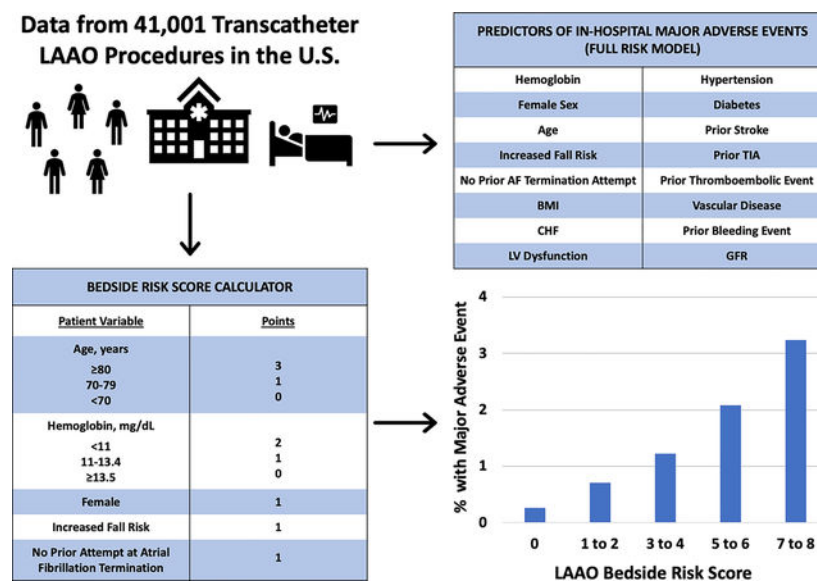 Data from 41,001 Transcatheter
LAAO Procedures in the U.S.
PREDICTORS OF IN-HOSPITAL MAJOR ADVERSE EVENTS
(FULL RISK MODEL)
Hemoglobin Hypertension
Female Sex Diabetes
Age Prior Stroke
Increased Fall Risk Prior TIA
No Prior AF Termination Attempt Prior Thromboembolic Event
BMI Vascular Disease
CHF Prior Bleeding Event
LV Dysfunction GFR
BEDSIDE RISK SCORE CALCULATOR
Patient Variable Points
Age, years
≥80 3
70-79 1
<70 0
Hemoglobin, mg/dL
<11 2
11-13.4 1
≥13.5 0
Female 1
Increased Fall Risk 1
No Prior Attempt at Atrial
Fibrillation Termination 1
% with Major Adverse Event
4
3
2
1
0
0 1 to 2 3 to 4 5 to 6 7 to 8
LAAO Bedside Risk Score